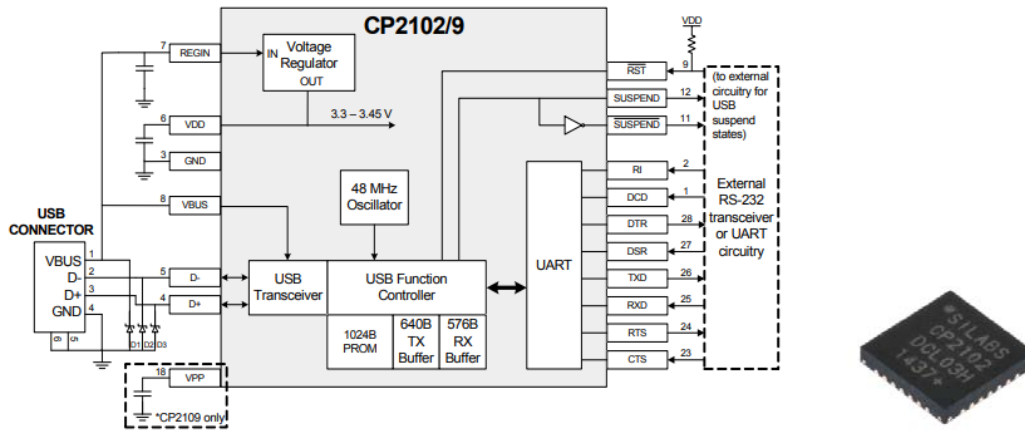 CP2102/9
7
REGIN
IN
Voltage
Regulator
OUT
6
VDD
3.3 – 3.45 V
3
GND
8
VBUS
48 MHz
Oscillator
USB
CONNECTOR
VBUS
D-
D+
GND
1
2
3
4
6
5
5
D-
4
D+
D1
D2
D3
USB
Transceiver
USB Function
Controller
1024B
PROM
640B
TX
Buffer
576B
RX
Buffer
UART
18
VPP
*CP2109 only
VDD
RST
9
SUSPEND
12
SUSPEND
11
RI
2
DCD
1
DTR
28
DSR
27
TXD
26
RXD
25
RTS
24
CTS
23
(to external
circuitry for
USB
suspend
states)
External
RS-232
transceiver
or UART
circuitry
SILABS
CP2102
DCL03H
1437+